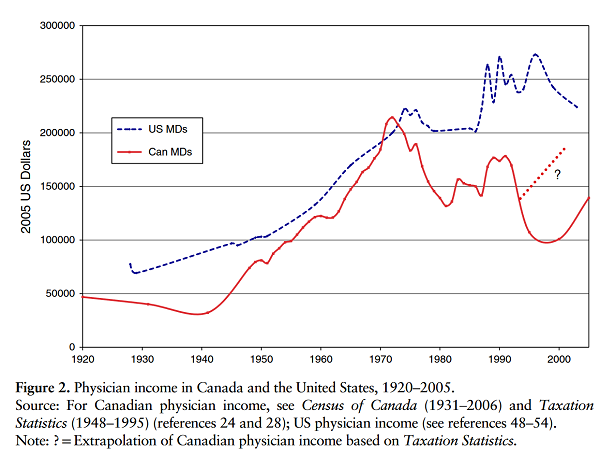 300000
250000
200000
150000
100000
50000
0
2005 US Dollars
US MDs
Can MDs
?
1920 1930 1940 1950 1960 1970 1980 1990 2000
Figure 2. Physician income in Canada and the United States, 1920–2005.
Source: For Canadian physician income, see Census of Canada (1931–2006) and Taxation
Statistics (1948–1995) (references 24 and 28); US physician income (see references 48–54).
Note: ? = Extrapolation of Canadian physician income based on Taxation Statistics.